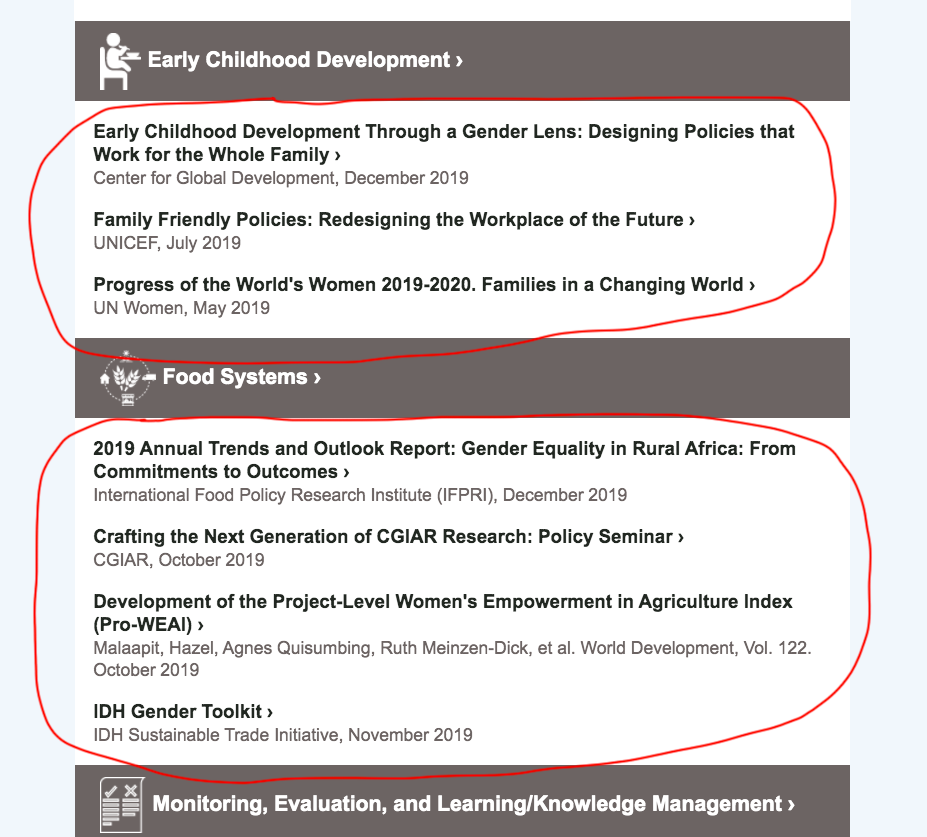 Early Childhood Development ›
Early Childhood Development Through a Gender Lens: Designing Policies that
Work for the Whole Family ›
Center for Global Development, December 2019
Family Friendly Policies: Redesigning the Workplace of the Future ›
UNICEF, July 2019
Progress of the World's Women 2019-2020. Families in a Changing World ›
UN Women, May 2019
Food Systems ›
2019 Annual Trends and Outlook Report: Gender Equality in Rural Africa: From
Commitments to Outcomes ›
International Food Policy Research Institute (IFPRI), December 2019
Crafting the Next Generation of CGIAR Research: Policy Seminar ›
CGIAR, October 2019
Development of the Project-Level Women's Empowerment in Agriculture Index
(Pro-WEAI) ›
Malaapit, Hazel, Agnes Quisumbing, Ruth Meinzen-Dick, et al. World Development, Vol. 122.
October 2019
IDH Gender Toolkit ›
IDH Sustainable Trade Initiative, November 2019
Monitoring, Evaluation, and Learning/Knowledge Management ›